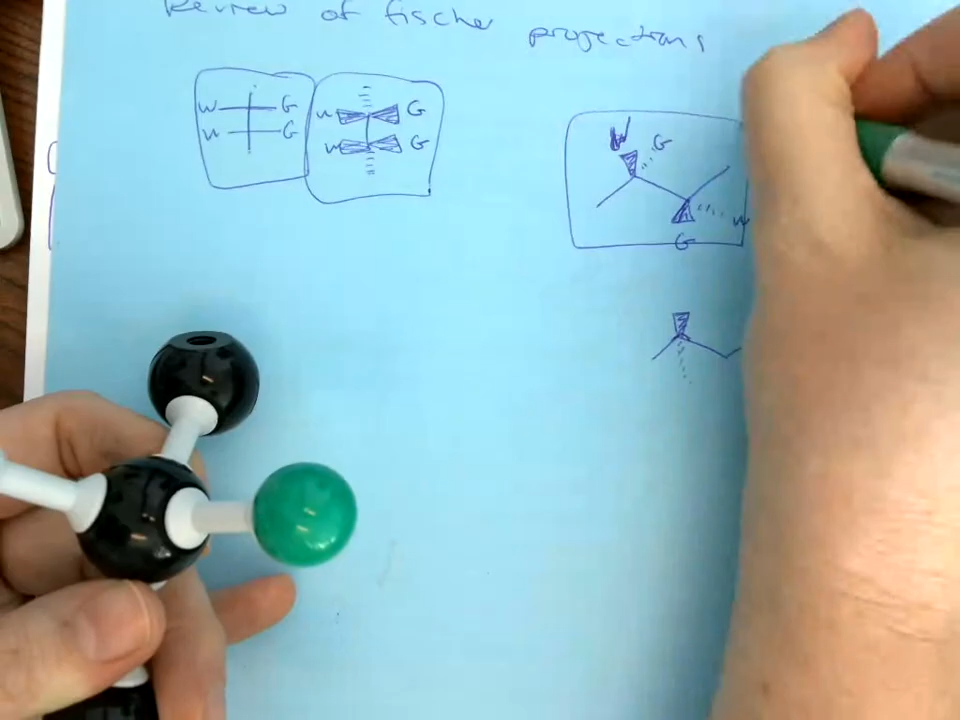 Review of fischer projections
W G W G
W G W G
W G
W
G